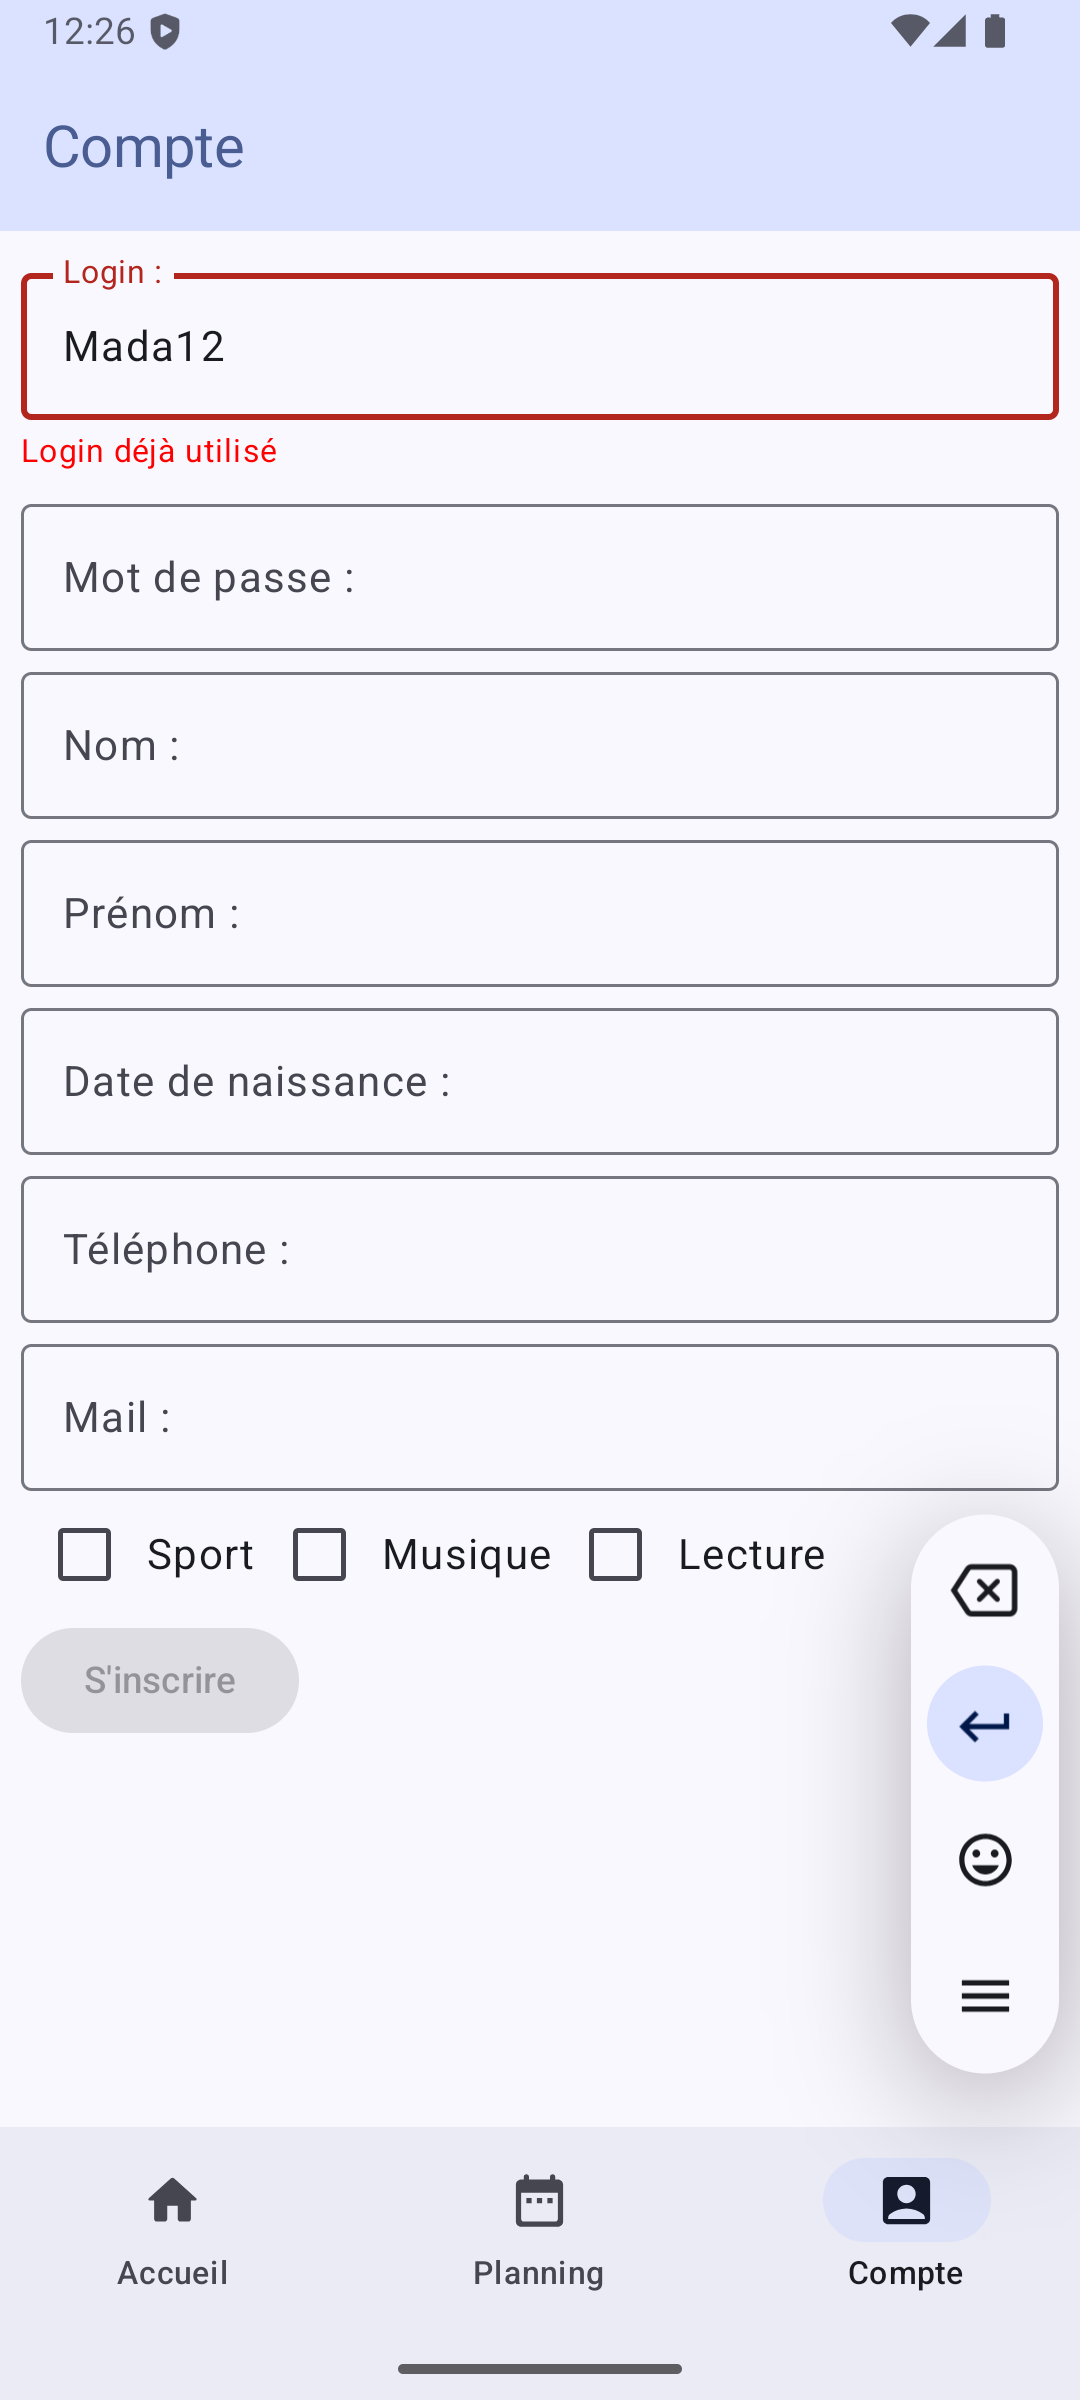 12:26
Compte
Login :
Mada12
Login déjà utilisé
Mot de passe :
Nom :
Prénom :
Date de naissance :
Téléphone :
Mail :
Sport Musique Lecture
S'inscrire
Accueil Planning Compte